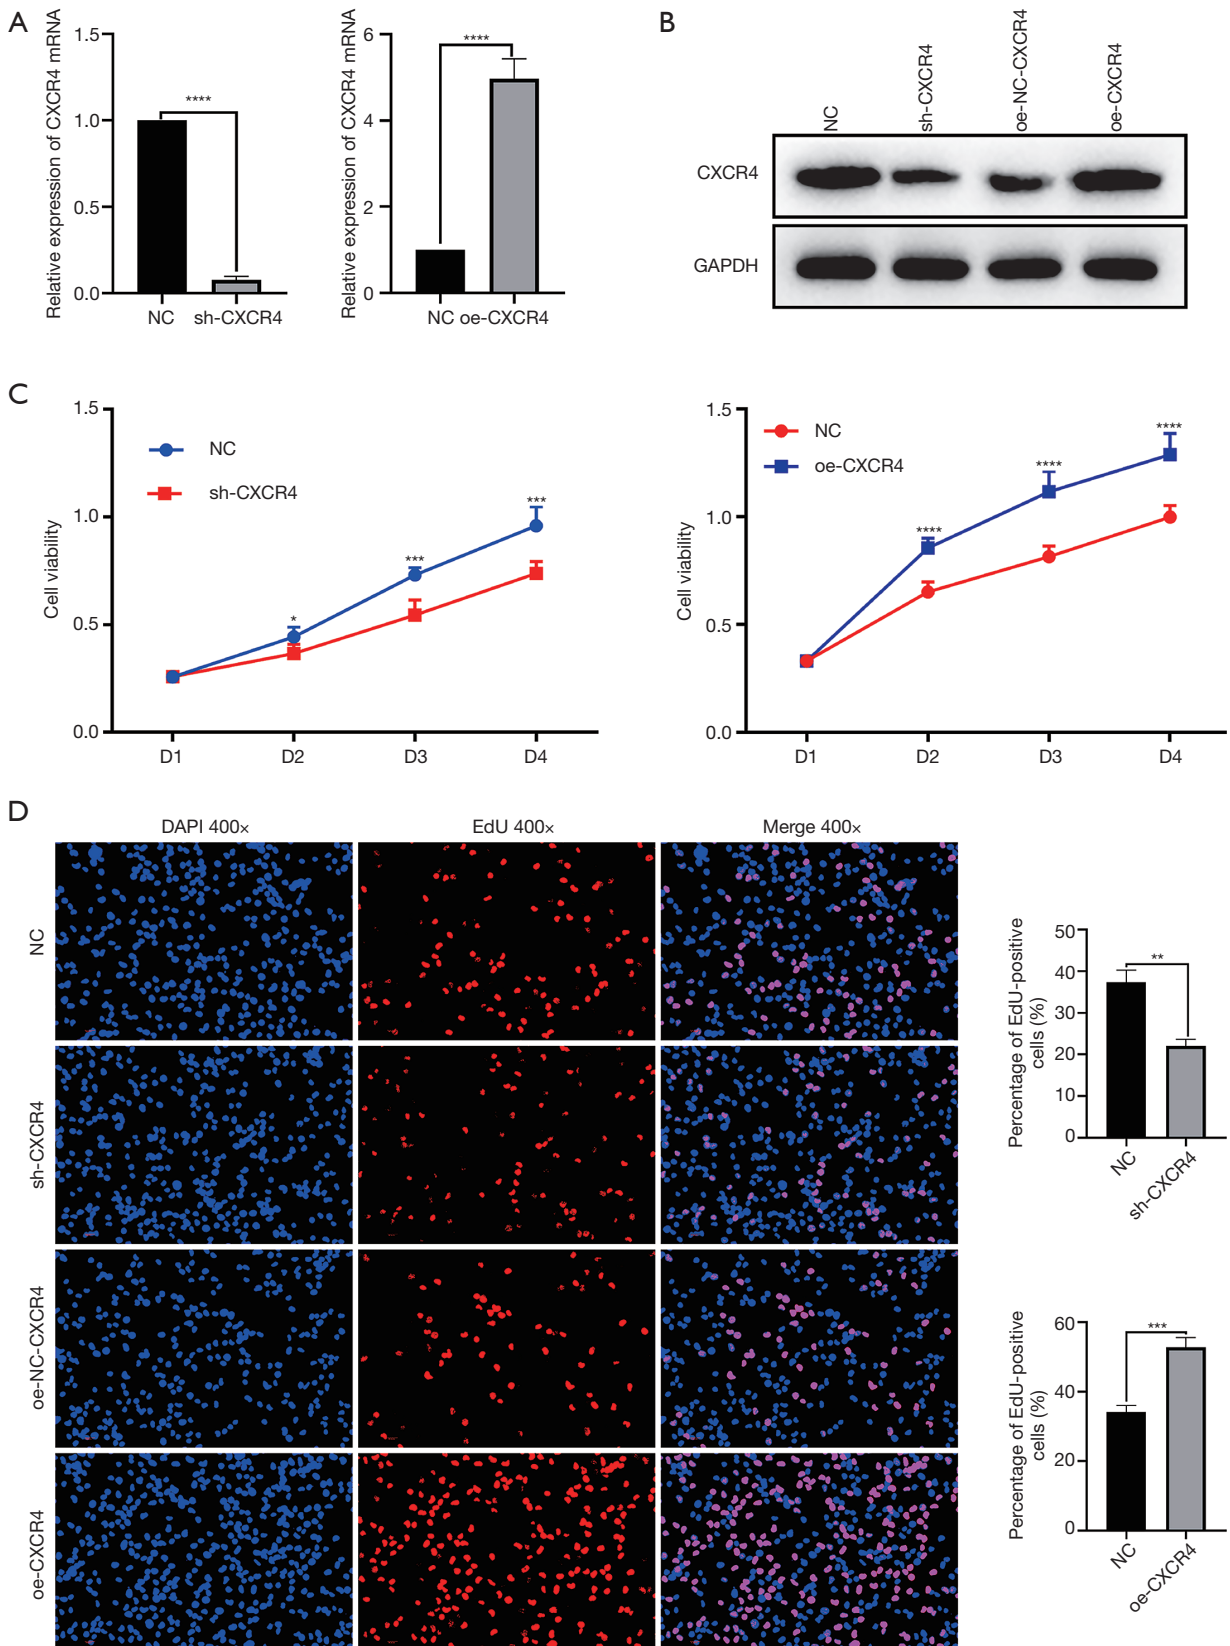 A
Relative expression of CXCR4 mRNA
1.5
1.0
0.5
0.0
****
NC
sh-CXCR4
Relative expression of CXCR4 mRNA
6
4
2
0
****
NC
oe-CXCR4
B
NC
sh-CXCR4
oe-NC-CXCR4
oe-CXCR4
CXCR4
GAPDH
C
Cell viability
1.5
1.0
0.5
0.0
NC
sh-CXCR4
*
***
***
D1
D2
D3
D4
Cell viability
1.5
1.0
0.5
0.0
NC
oe-CXCR4
****
****
****
D1
D2
D3
D4
D
DAPI 400×
EdU 400×
Merge 400×
NC
sh-CXCR4
oe-NC-CXCR4
oe-CXCR4
Percentage of EdU-positive
cells (%)
50
40
30
20
10
0
**
NC
sh-CXCR4
Percentage of EdU-positive
cells (%)
60
40
20
0
***
NC
oe-CXCR4